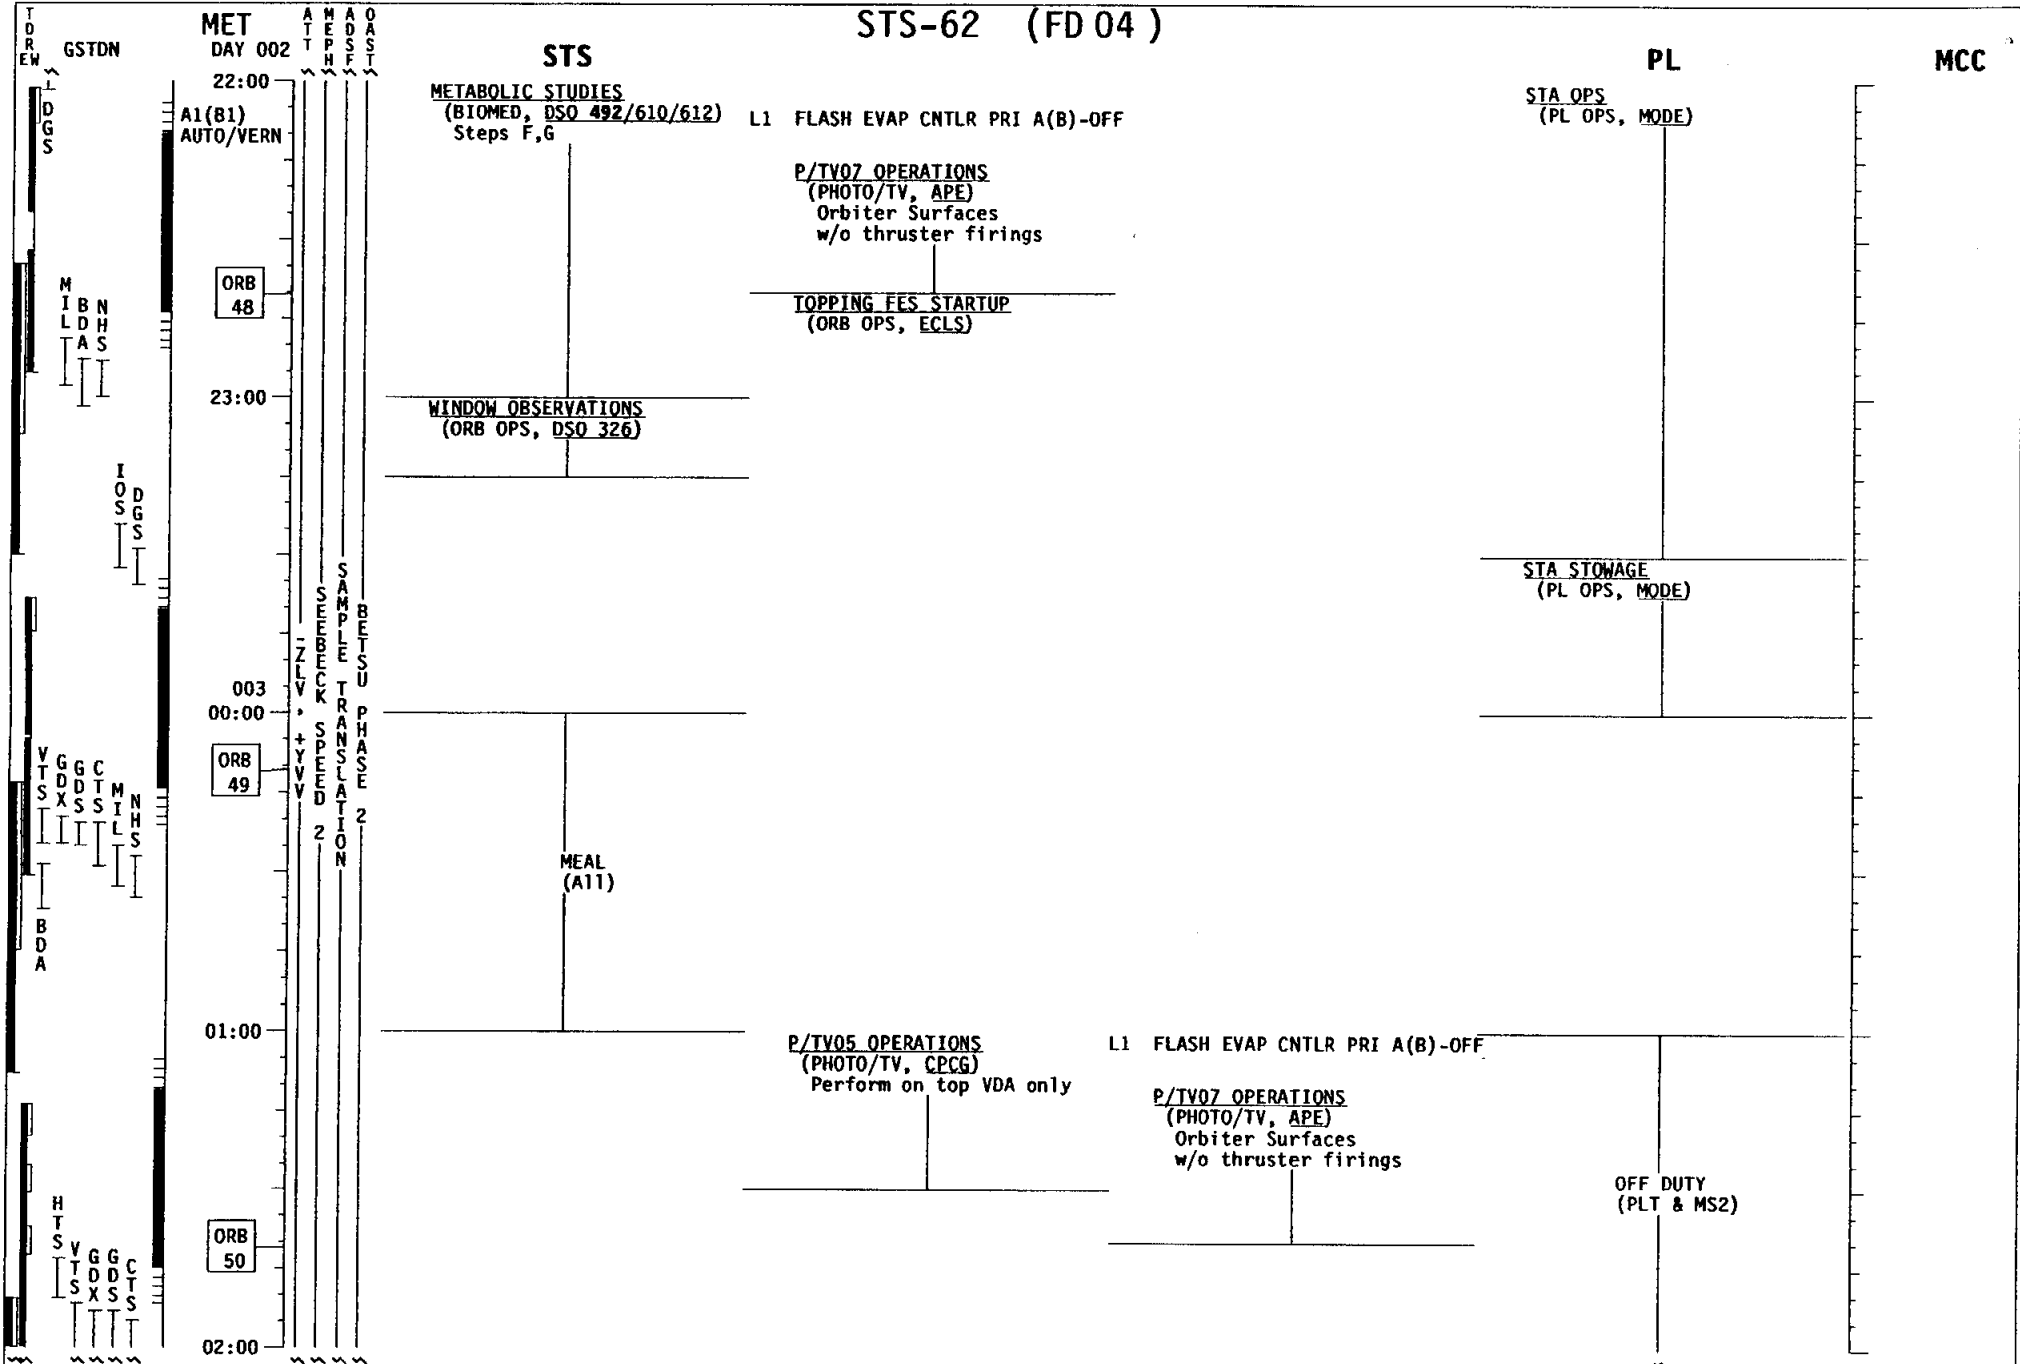 STS-62 (FD 04 )
TDRE W
GSTDN
MET
DAY 002
ATT
MEPH
ADSF
OAST
STS
PL
MCC
22:00
DGS
A1(B1)
AUTO/VERN
METABOLIC STUDIES
(BIOMED, DSO 492/610/612)
Steps F,G
L1 FLASH EVAP CNTLR PRI A(B)-OFF
P/TV07 OPERATIONS
(PHOTO/TV, APE)
Orbiter Surfaces
w/o thruster firings
STA OPS
(PL OPS, MODE)
ORB
48
MIL
BDA
NHS
TOPPING FES STARTUP
(ORB OPS, ECLS)
23:00
WINDOW OBSERVATIONS
(ORB OPS, DSO 326)
IOS
DGS
-ZLV, +YVV
SEEBECK SPEED 2
SAMPLE TRANSLATION
BETSU PHASE 2
STA STOWAGE
(PL OPS, MODE)
003
00:00
ORB
49
VTS
GDX
GDS
CTS
MIL
NHS
BDA
MEAL
(All)
01:00
P/TV05 OPERATIONS
(PHOTO/TV, CPCG)
Perform on top VDA only
L1 FLASH EVAP CNTLR PRI A(B)-OFF
P/TV07 OPERATIONS
(PHOTO/TV, APE)
Orbiter Surfaces
w/o thruster firings
OFF DUTY
(PLT & MS2)
ORB
50
HTS
VTS
GDX
GDS
CTS
02:00